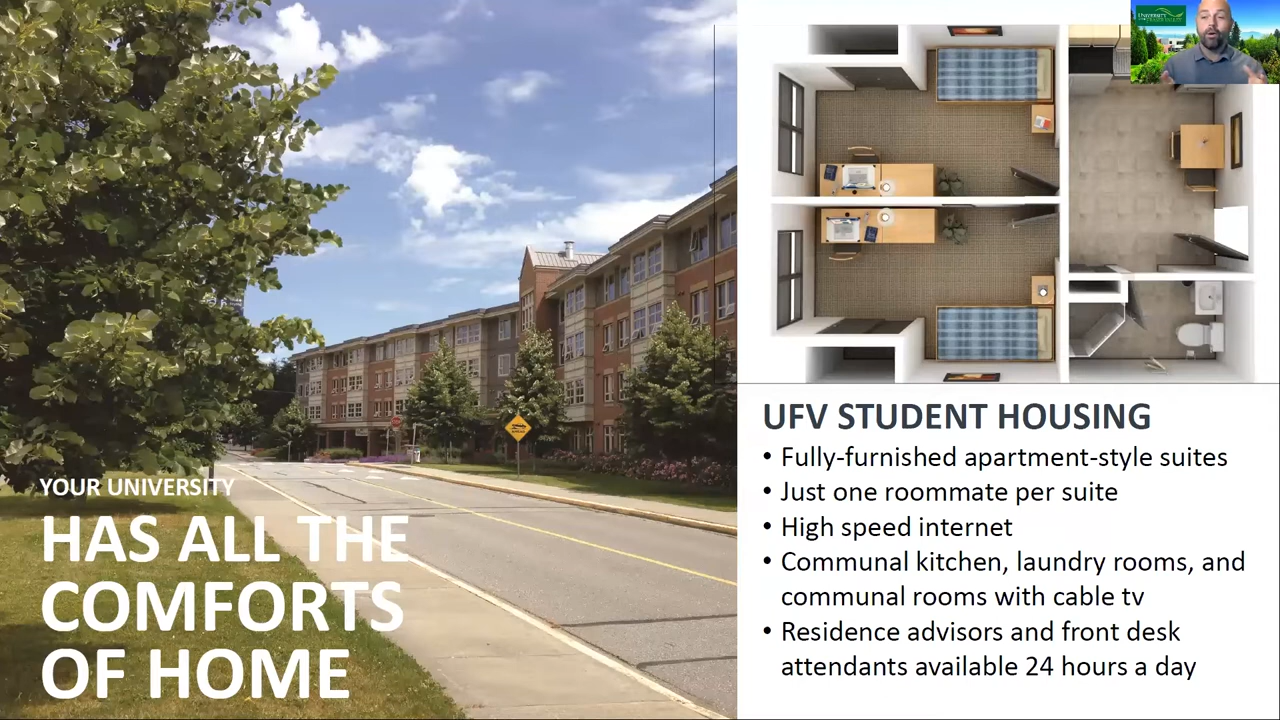 YOUR UNIVERSITY
HAS ALL THE
COMFORTS
OF HOME
UNIVERSITY
UFV STUDENT HOUSING
• Fully-furnished apartment-style suites
• Just one roommate per suite
• High speed internet
• Communal kitchen, laundry rooms, and
communal rooms with cable tv
• Residence advisors and front desk
attendants available 24 hours a day